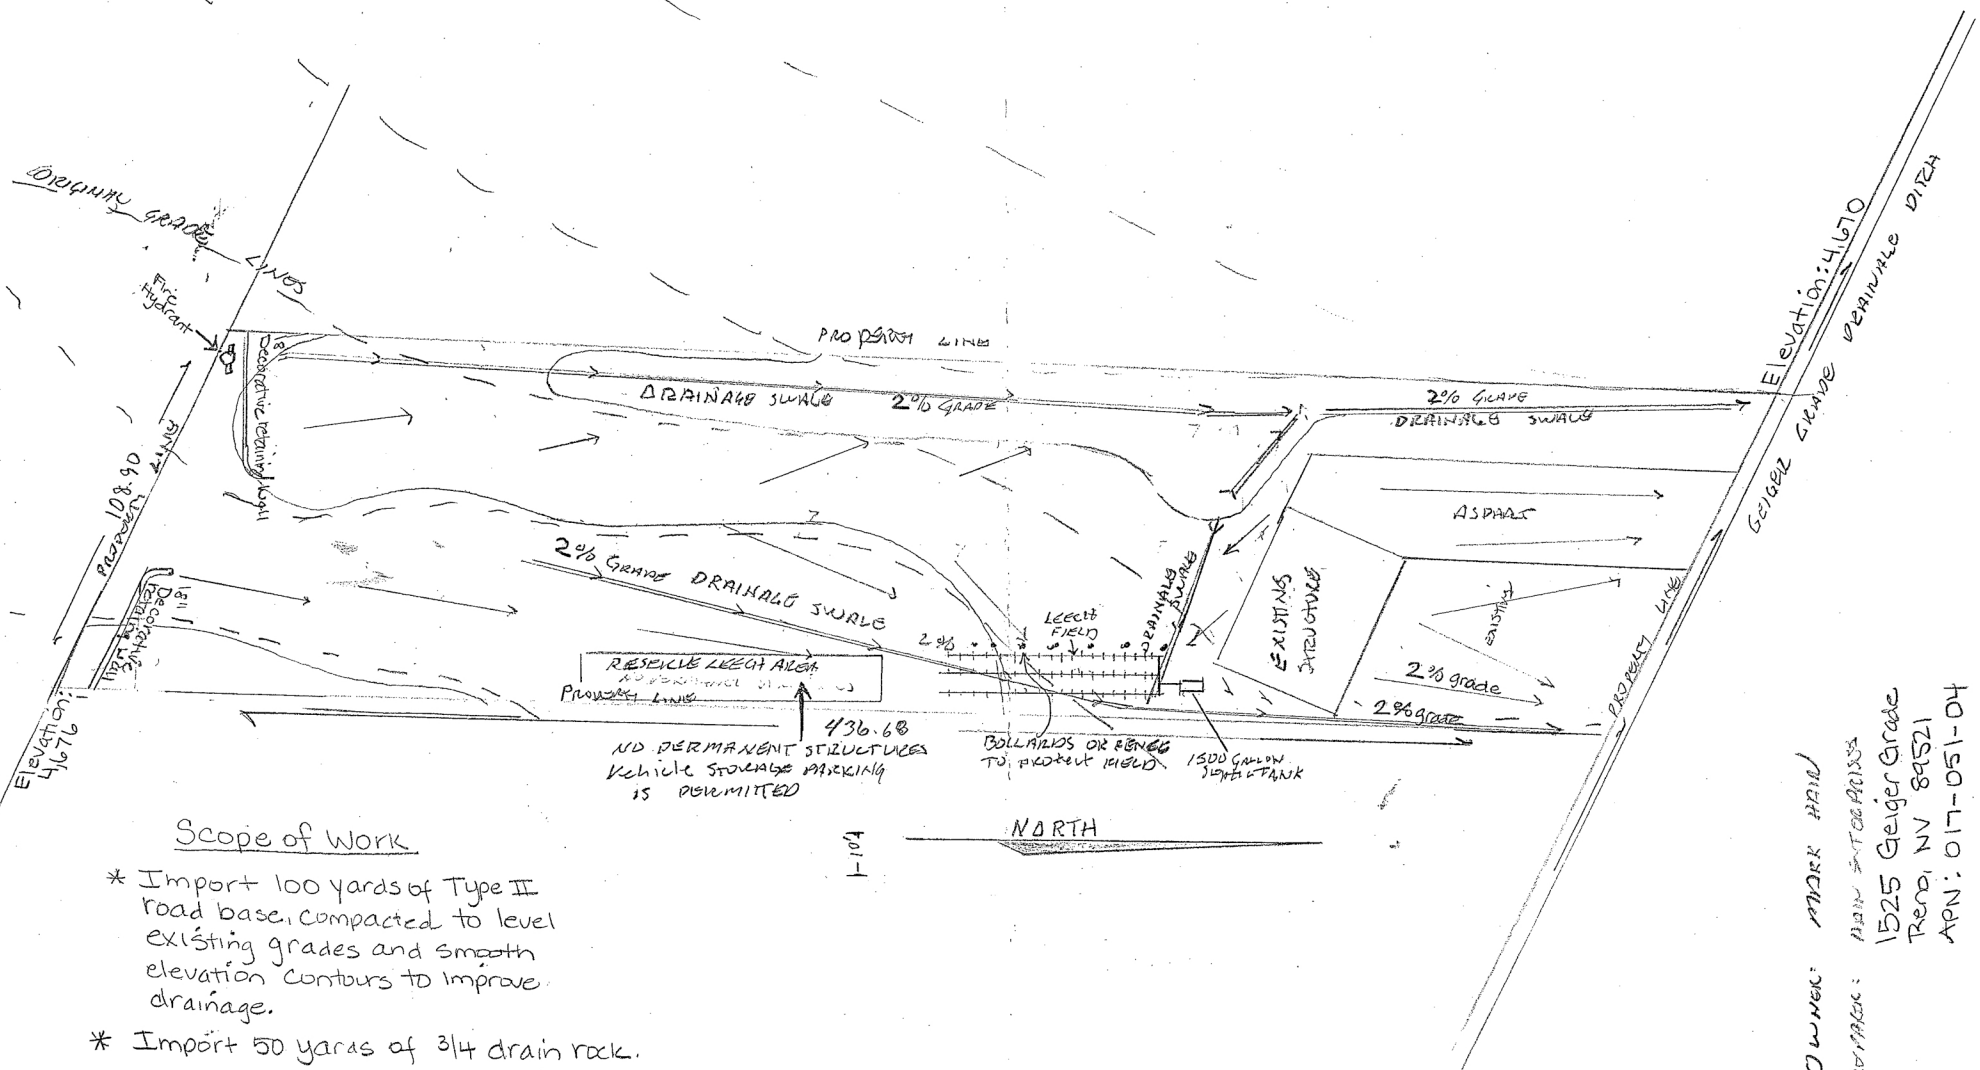 ORIGINAL GRADE
LINES
Fire
Hydrant
18"
Decorative retaining wall
108.90
PROPERTY LINE
18"
Decorative
retaining wall
Elevation:
4,676
PROPERTY LINE
DRAINAGE SWALE 2% GRADE
2% GRADE
DRAINAGE SWALE
Elevation: 4,670
GEIGER GRADE DRAINAGE DITCH
ASPHALT
2% GRADE DRAINAGE SWALE
DRAINAGE
SWALE
EXISTING
STRUCTURE
EXISTING
2% grade
2% grade
PROPERTY LINE
2%
LEECH
FIELD
RESERVE LEECH AREA
PROPERTY LINE
436.68
NO PERMANENT STRUCTURES
Vehicle STORAGE PARKING
IS PERMITTED
BOLLARDS OR FENCE
TO PROTECT FIELD
1500 GALLON
SEPTIC TANK
NORTH
Scope of Work
* Import 100 yards of Type II
road base, compacted to level
existing grades and smooth
elevation contours to improve
drainage.
* Import 50 yards of 3/4 drain rock.
OWNER: MARK HAIN
HAIN ENTERPRISES
1525 Geiger Grade
Reno, NV 89521
APN: 017-051-04